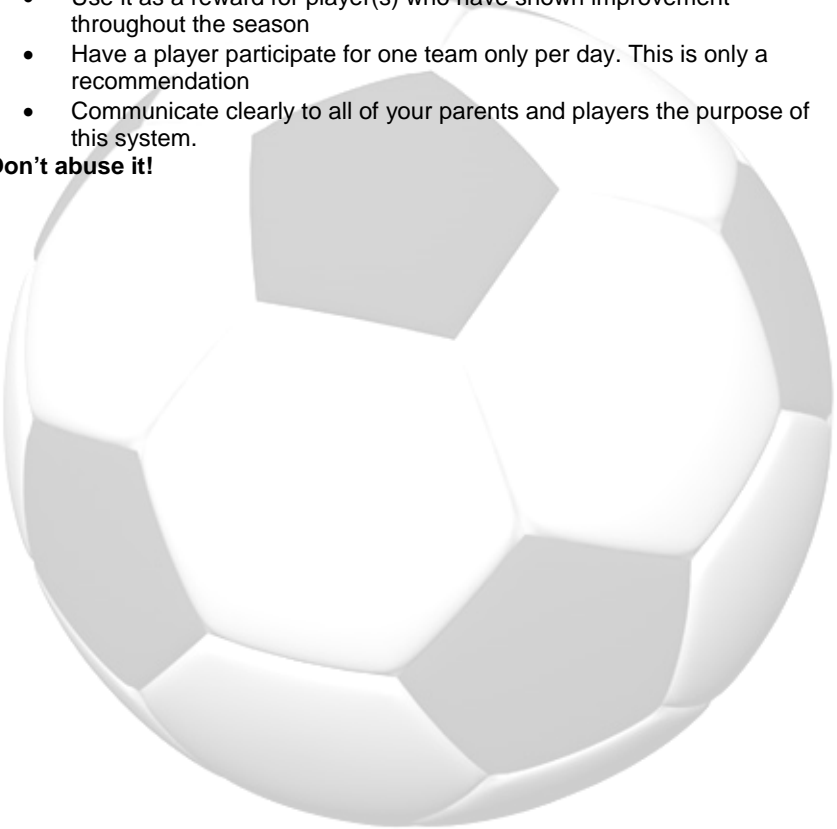 • Use it as a reward for player(s) who have shown improvement
throughout the season
• Have a player participate for one team only per day. This is only a
recommendation
• Communicate clearly to all of your parents and players the purpose of
this system.
Don't abuse it!